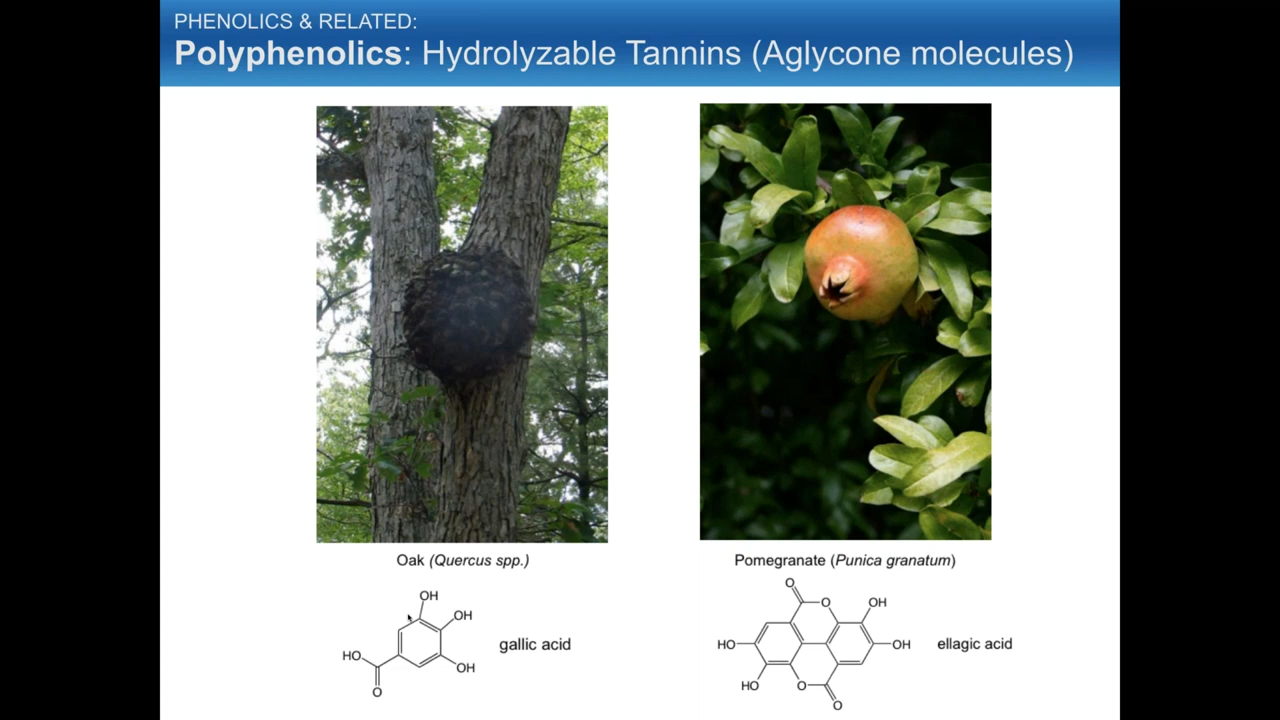 PHENOLICS & RELATED:
Polyphenolics: Hydrolyzable Tannins (Aglycone molecules)
Oak (Quercus spp.)
Pomegranate (Punica granatum)
OH
OH
HO
OH
O
gallic acid
O
O
OH
HO
OH
HO
O
O
ellagic acid